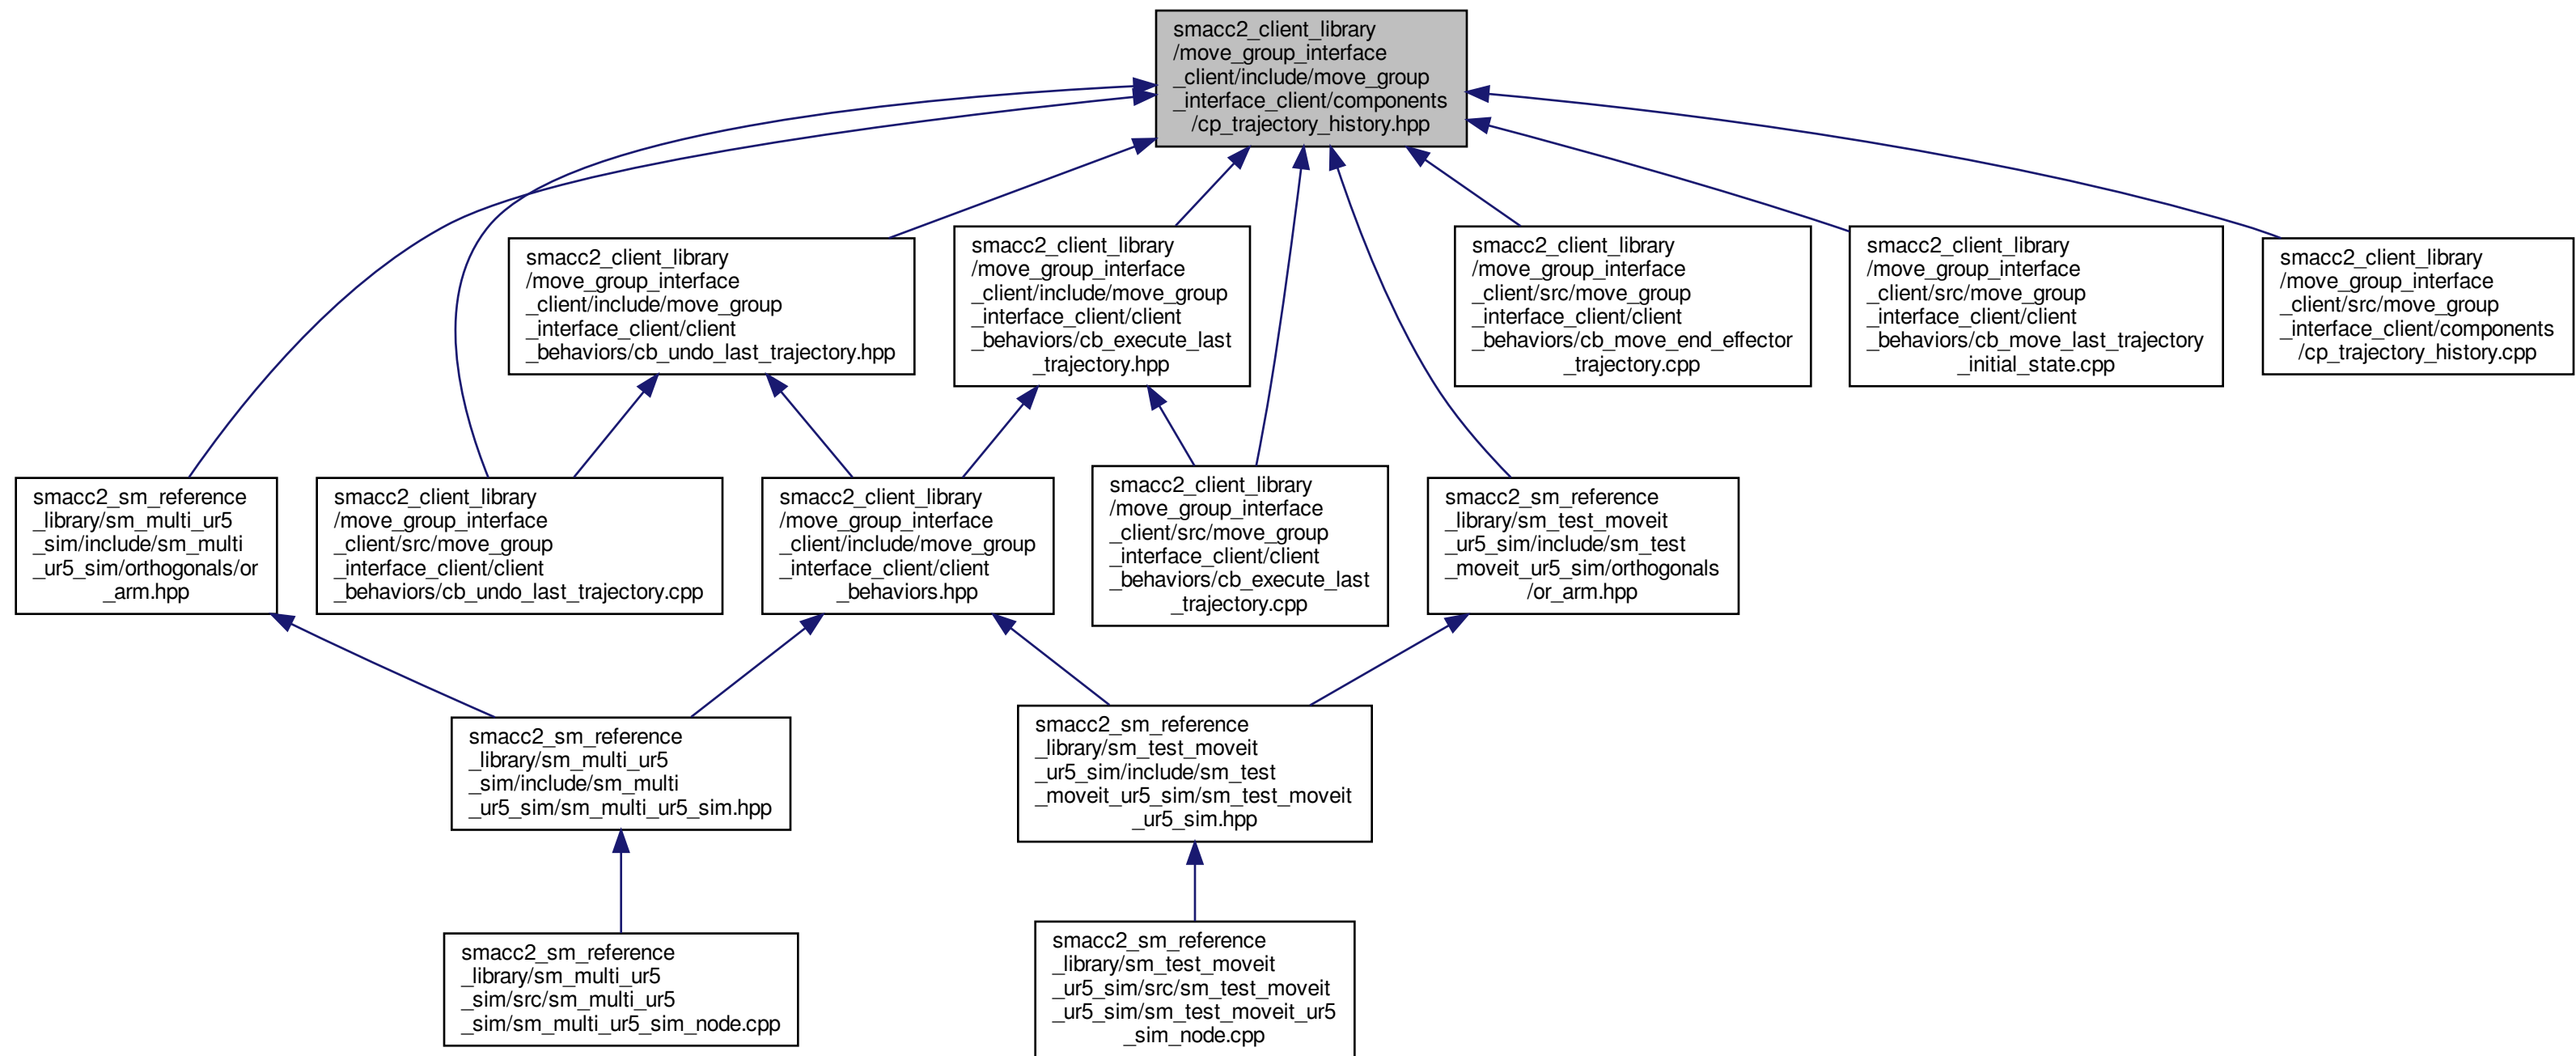 smacc2_client_library
/move_group_interface
_client/include/move_group
_interface_client/components
/cp_trajectory_history.hpp
smacc2_client_library
/move_group_interface
_client/include/move_group
_interface_client/client
_behaviors/cb_undo_last_trajectory.hpp
smacc2_client_library
/move_group_interface
_client/include/move_group
_interface_client/client
_behaviors/cb_execute_last
_trajectory.hpp
smacc2_client_library
/move_group_interface
_client/src/move_group
_interface_client/client
_behaviors/cb_move_end_effector
_trajectory.cpp
smacc2_client_library
/move_group_interface
_client/src/move_group
_interface_client/client
_behaviors/cb_move_last_trajectory
_initial_state.cpp
smacc2_client_library
/move_group_interface
_client/src/move_group
_interface_client/components
/cp_trajectory_history.cpp
smacc2_sm_reference
_library/sm_multi_ur5
_sim/include/sm_multi
_ur5_sim/orthogonals/or
_arm.hpp
smacc2_client_library
/move_group_interface
_client/src/move_group
_interface_client/client
_behaviors/cb_undo_last_trajectory.cpp
smacc2_client_library
/move_group_interface
_client/include/move_group
_interface_client/client
_behaviors.hpp
smacc2_client_library
/move_group_interface
_client/src/move_group
_interface_client/client
_behaviors/cb_execute_last
_trajectory.cpp
smacc2_sm_reference
_library/sm_test_moveit
_ur5_sim/include/sm_test
_moveit_ur5_sim/orthogonals
/or_arm.hpp
smacc2_sm_reference
_library/sm_multi_ur5
_sim/include/sm_multi
_ur5_sim/sm_multi_ur5_sim.hpp
smacc2_sm_reference
_library/sm_test_moveit
_ur5_sim/include/sm_test
_moveit_ur5_sim/sm_test_moveit
_ur5_sim.hpp
smacc2_sm_reference
_library/sm_multi_ur5
_sim/src/sm_multi_ur5
_sim/sm_multi_ur5_sim_node.cpp
smacc2_sm_reference
_library/sm_test_moveit
_ur5_sim/src/sm_test_moveit
_ur5_sim/sm_test_moveit_ur5
_sim_node.cpp